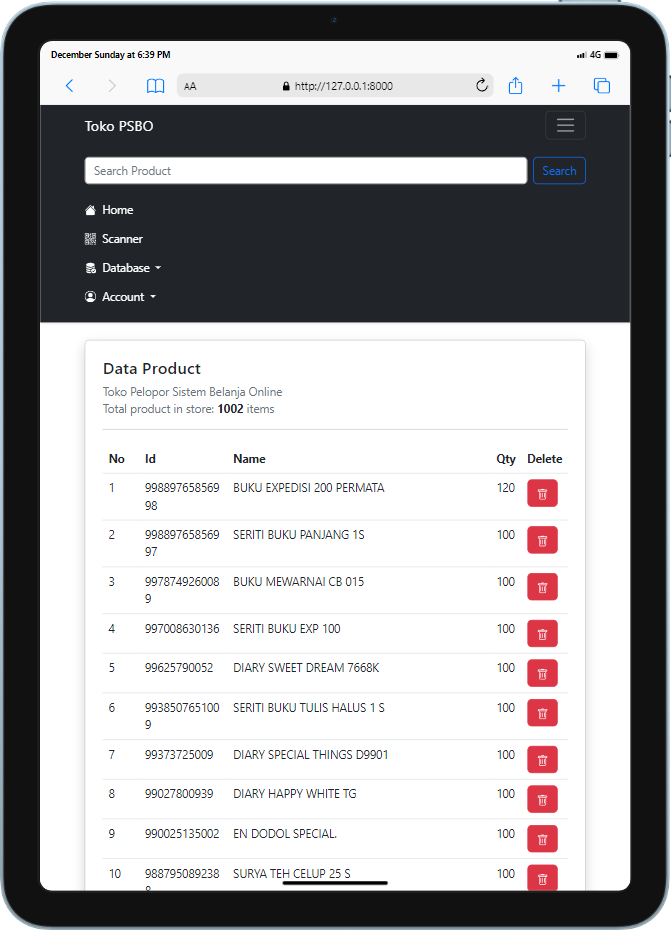 December Sunday at 6:39 PM
4G
AA
http://127.0.0.1:8000
Toko PSBO
Search Product
Search
Home
Scanner
Database
Account
Data Product
Toko Pelopor Sistem Belanja Online
Total product in store: 1002 items
No Id Name Qty Delete
1 998897658569 BUKU EXPEDISI 200 PERMATA 120
98
2 998897658569 SERITI BUKU PANJANG 1S 100
97
3 997874926008 BUKU MEWARNAI CB 015 100
9
4 997008630136 SERITI BUKU EXP 100 100
5 99625790052 DIARY SWEET DREAM 7668K 100
6 993850765100 SERITI BUKU TULIS HALUS 1 S 100
9
7 99373725009 DIARY SPECIAL THINGS D9901 100
8 99027800939 DIARY HAPPY WHITE TG 100
9 990025135002 EN DODOL SPECIAL. 100
10 988795089238 SURYA TEH CELUP 25 S 100